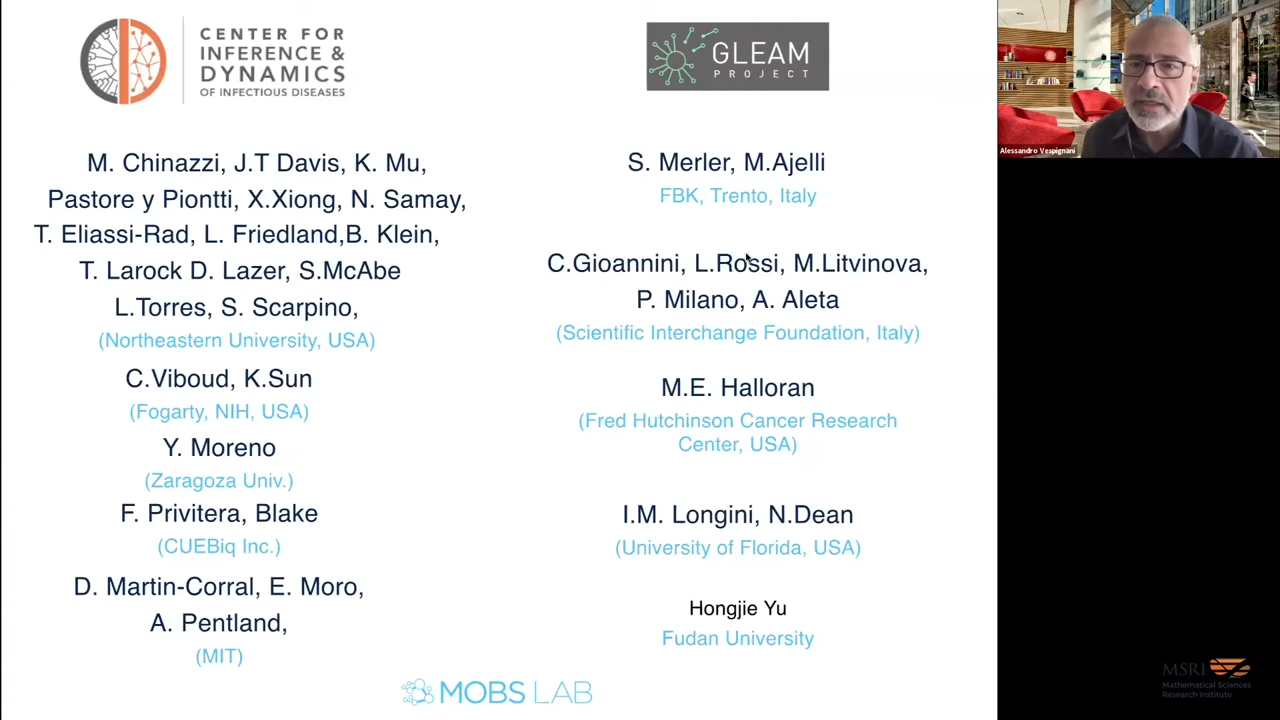 CENTER FOR
INFERENCE &
DYNAMICS
OF INFECTIOUS DISEASES
GLEAM
PROJECT
M. Chinazzi, J.T Davis, K. Mu,
Pastore y Piontti, X.Xiong, N. Samay,
T. Eliassi-Rad, L. Friedland,B. Klein,
T. Larock D. Lazer, S.McAbe
L.Torres, S. Scarpino,
(Northeastern University, USA)
C.Viboud, K.Sun
(Fogarty, NIH, USA)
Y. Moreno
(Zaragoza Univ.)
F. Privitera, Blake
(CUEBiq Inc.)
D. Martin-Corral, E. Moro,
A. Pentland,
(MIT)
S. Merler, M.Ajelli
FBK, Trento, Italy
C.Gioannini, L.Rossi, M.Litvinova,
P. Milano, A. Aleta
(Scientific Interchange Foundation, Italy)
M.E. Halloran
(Fred Hutchinson Cancer Research
Center, USA)
I.M. Longini, N.Dean
(University of Florida, USA)
Hongjie Yu
Fudan University
MOBS LAB
Alessandro Vespignani
N
MSRI
Mathematical Sciences
Research Institute